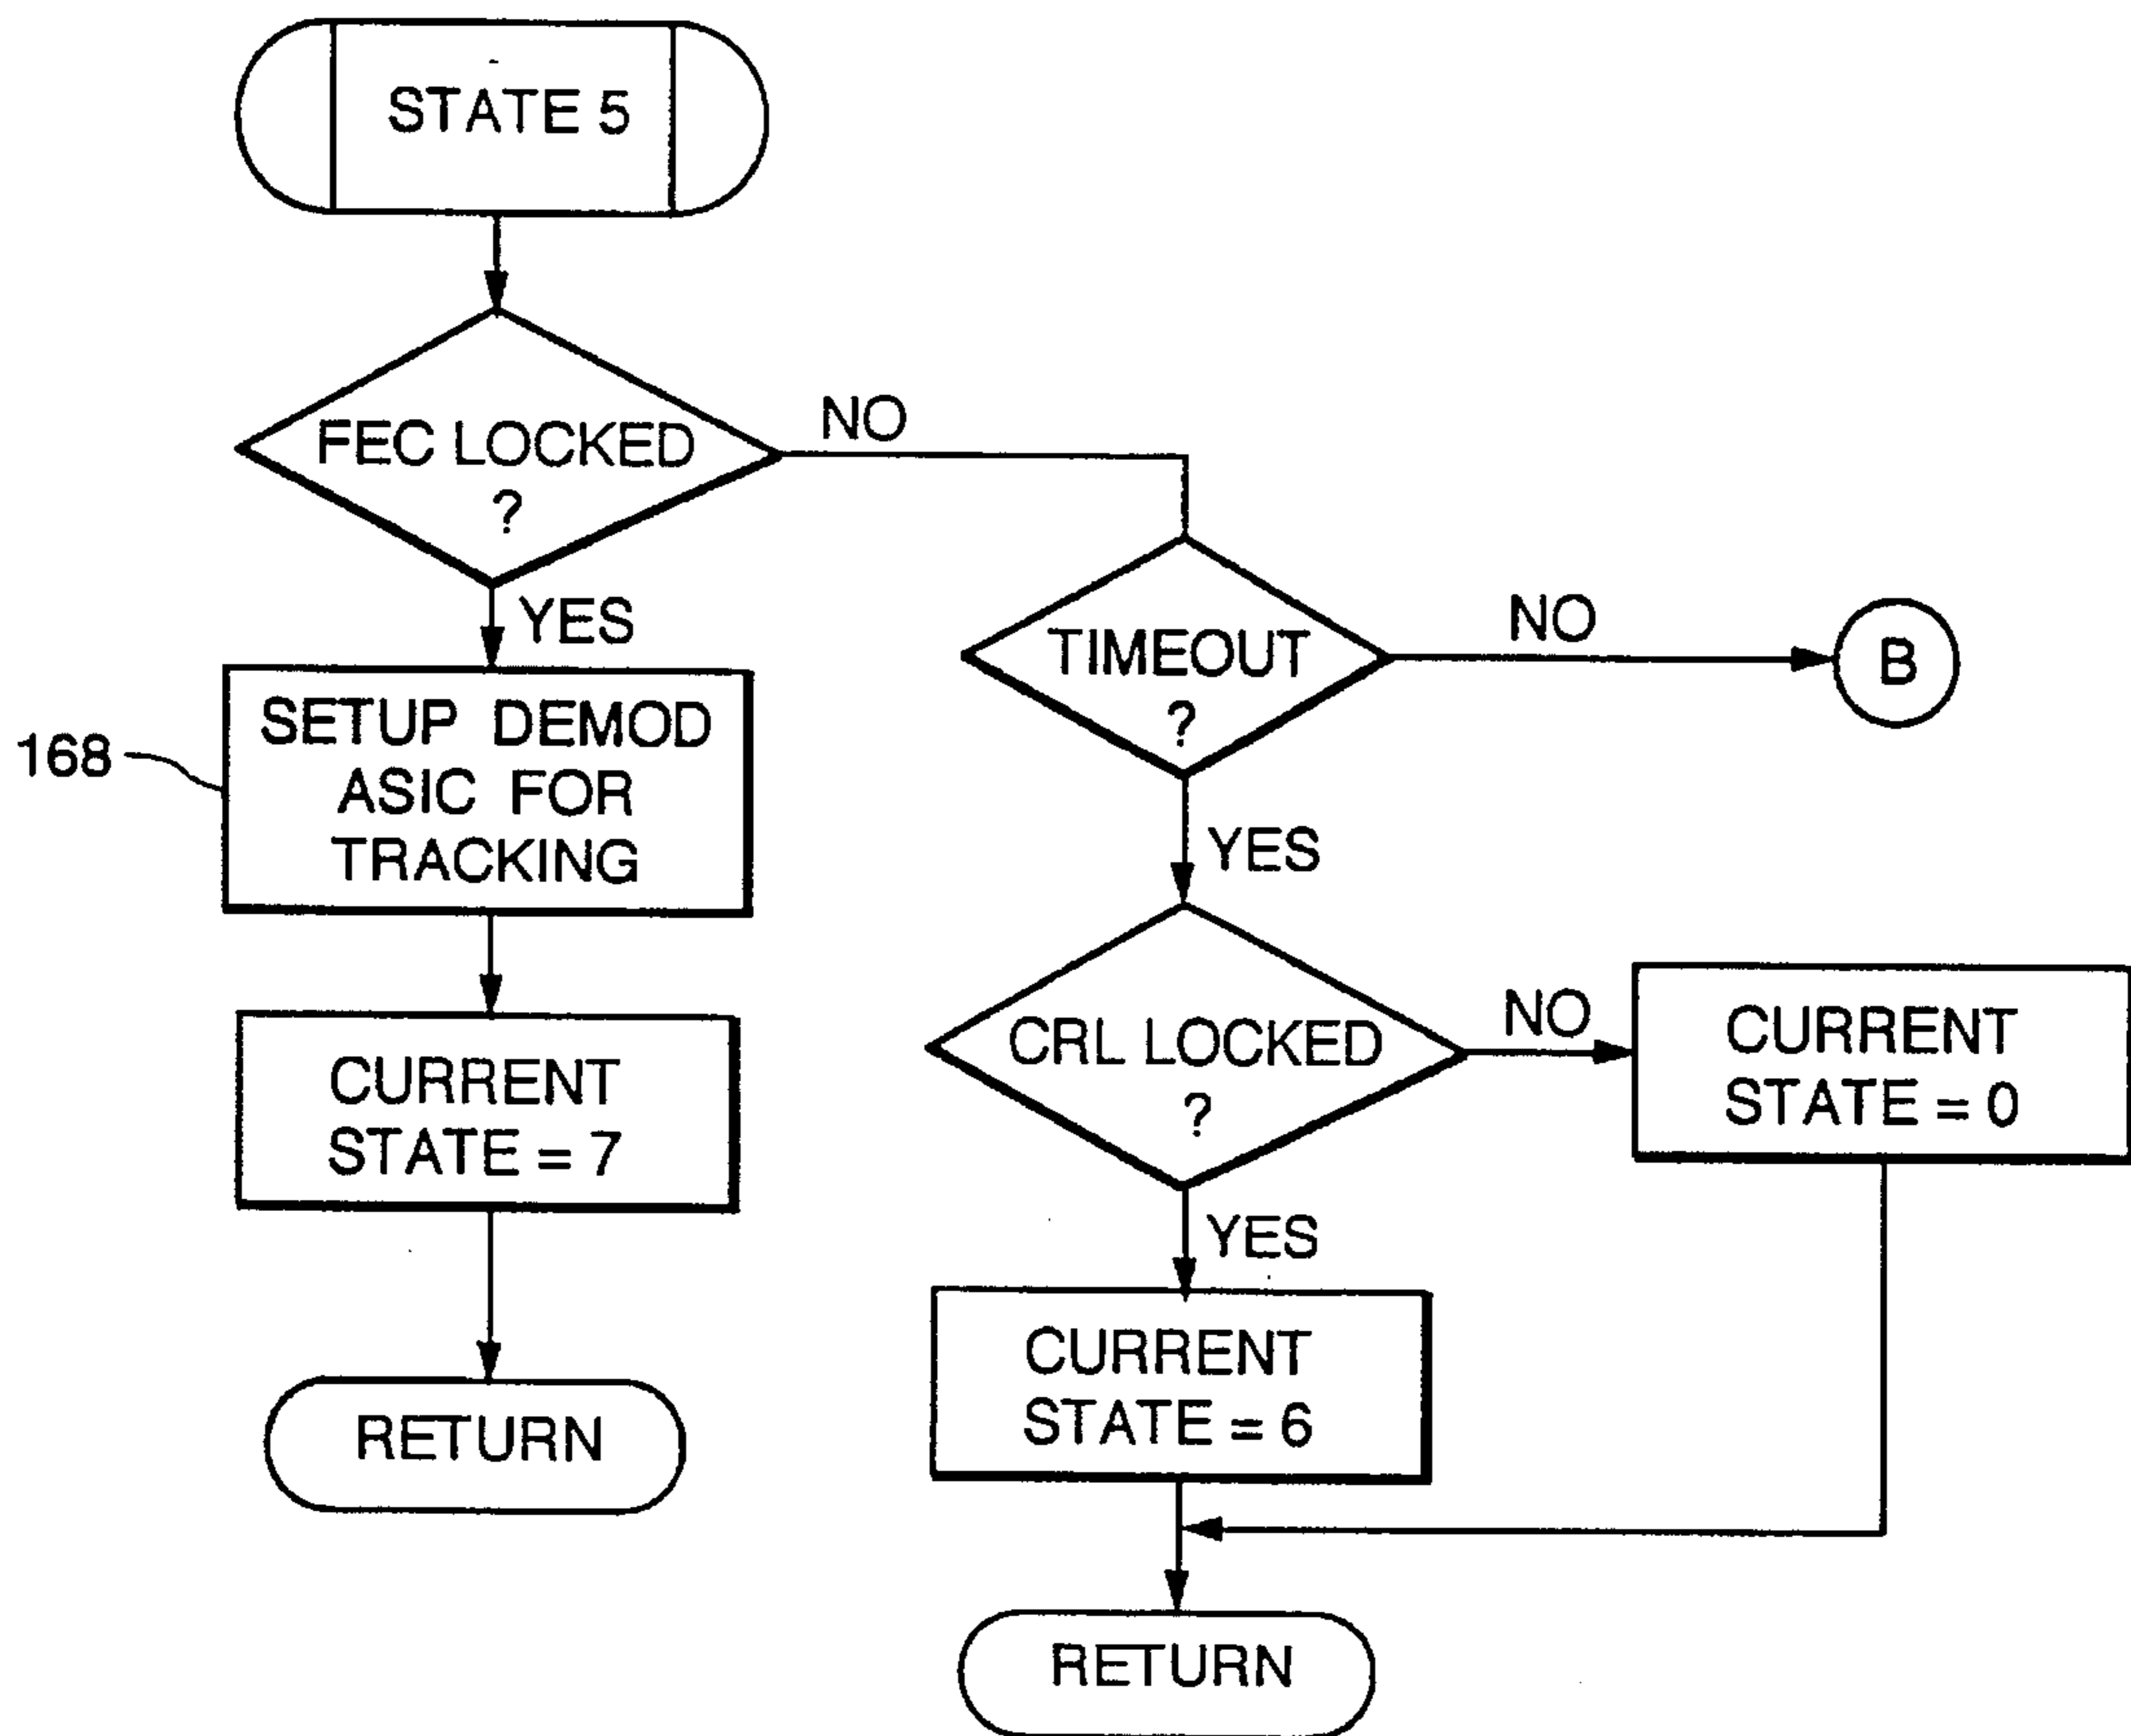 STATE 5
FEC LOCKED
?
NO
YES
168
SETUP DEMOD
ASIC FOR
TRACKING
CURRENT
STATE = 7
RETURN
TIMEOUT
?
NO
B
YES
CRL LOCKED
?
NO
CURRENT
STATE = 0
YES
CURRENT
STATE = 6
RETURN